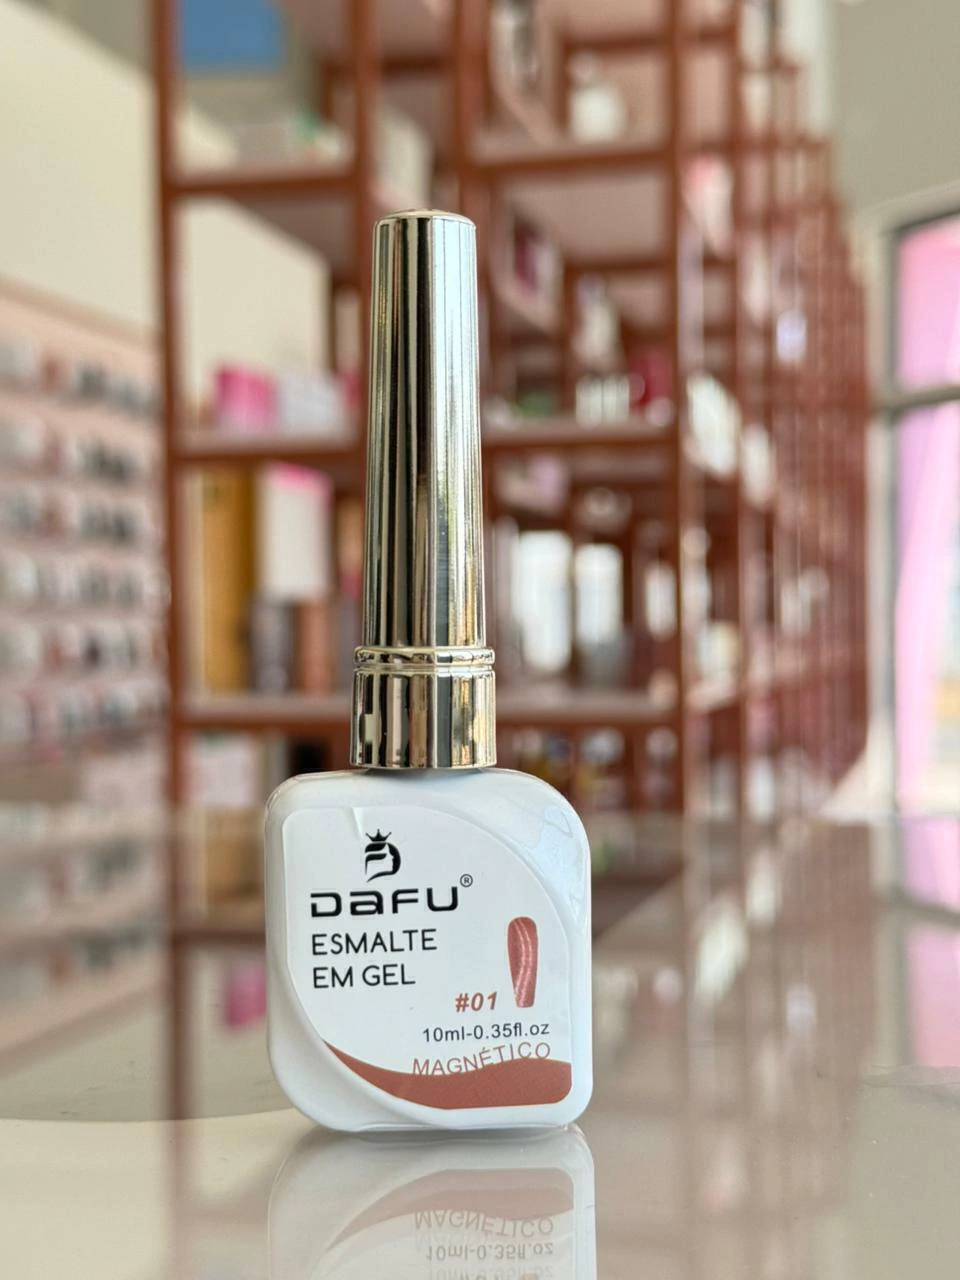 DaFU®
ESMALTE
EM GEL
#01
10ml-0.35fl.oz
MAGNÉTICO